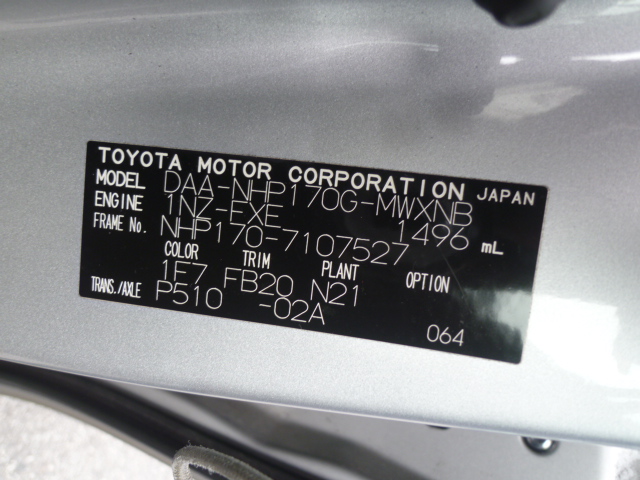 TOYOTA MOTOR CORPORATION JAPAN
MODEL DAA-NHP170G-MWXNB
ENGINE 1NZ-EXE 1496 mL
FRAME No. NHP170-7107527
COLOR TRIM PLANT OPTION
1F7 FB20 N21
TRANS./AXLE P510 -02A
064